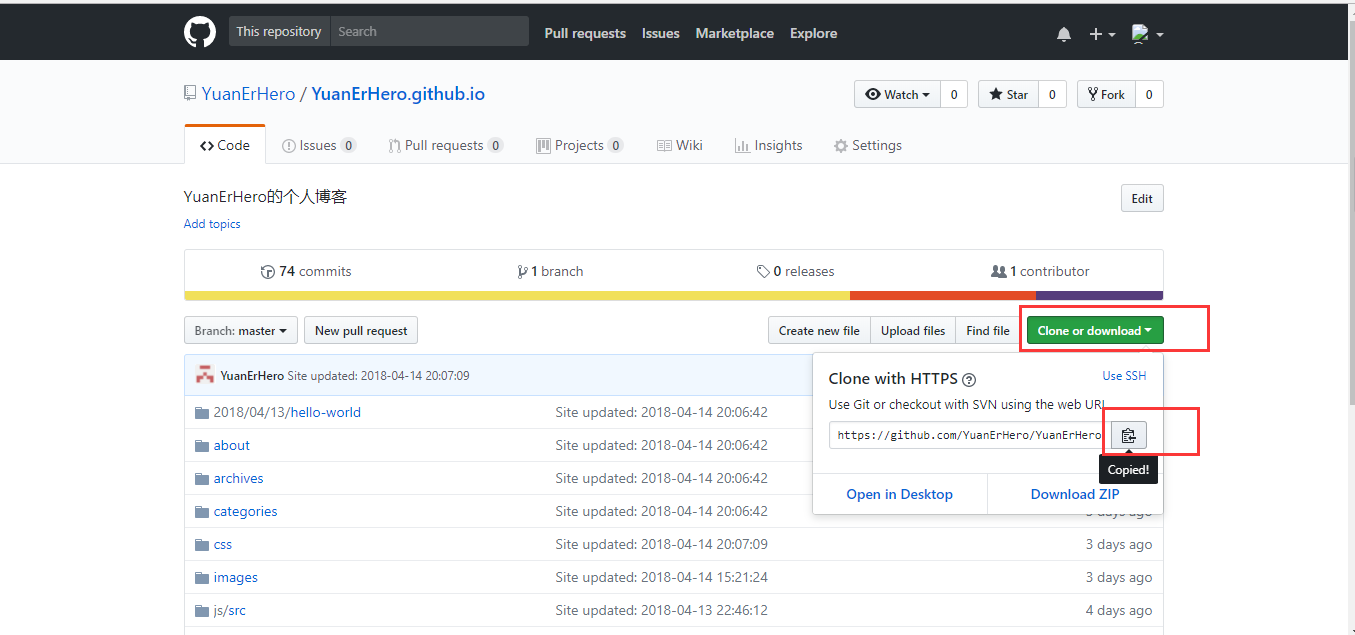 This repository Search Pull requests Issues Marketplace Explore
YuanErHero / YuanErHero.github.io Watch 0 Star 0 Fork 0
Code Issues 0 Pull requests 0 Projects 0 Wiki Insights Settings
YuanErHero的个人博客 Edit
Add topics
74 commits 1 branch 0 releases 1 contributor
Branch: master New pull request Create new file Upload files Find file Clone or download
YuanErHero Site updated: 2018-04-14 20:07:09
Clone with HTTPS Use SSH
Use Git or checkout with SVN using the web URL.
https://github.com/YuanErHero/YuanErHero
Copied!
Open in Desktop Download ZIP
2018/04/13/hello-world Site updated: 2018-04-14 20:06:42
about Site updated: 2018-04-14 20:06:42
archives Site updated: 2018-04-14 20:06:42
categories Site updated: 2018-04-14 20:06:42 3 days ago
css Site updated: 2018-04-14 20:07:09 3 days ago
images Site updated: 2018-04-14 15:21:24 3 days ago
js/src Site updated: 2018-04-13 22:46:12 4 days ago